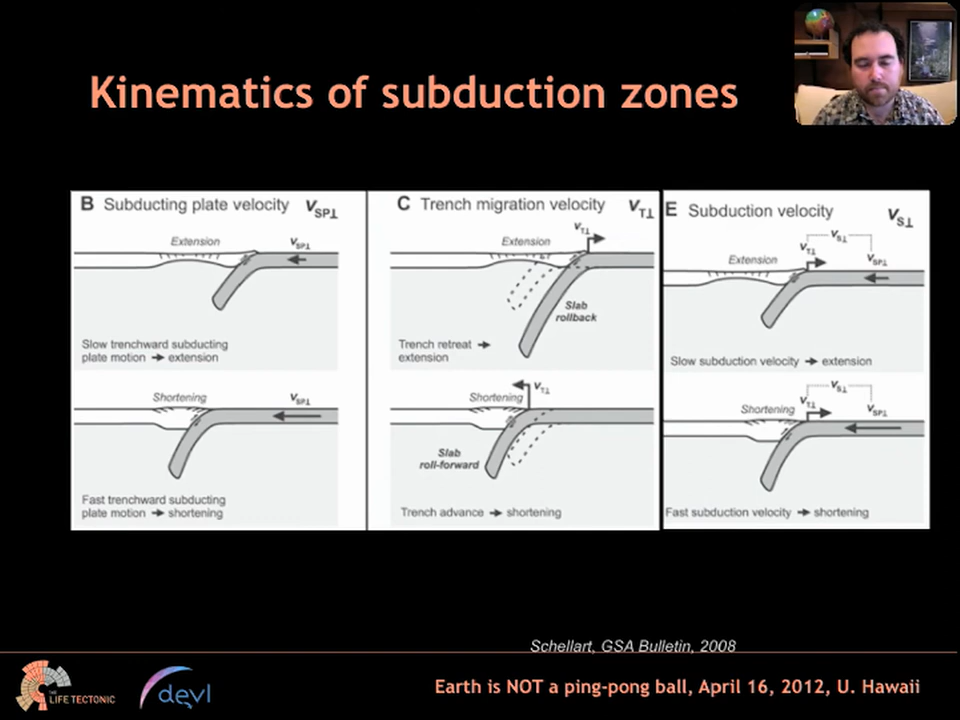 Kinematics of subduction zones
B Subducting plate velocity VSP⊥
Extension
VSP⊥
Slow trenchward subducting
plate motion ➔ extension
Shortening
VSP⊥
Fast trenchward subducting
plate motion ➔ shortening
C Trench migration velocity VT⊥
Extension
VT⊥
Slab
rollback
Trench retreat ➔
extension
Shortening
VT⊥
Slab
roll-forward
Trench advance ➔ shortening
E Subduction velocity VS⊥
VS⊥
VT⊥
VSP⊥
Extension
Slow subduction velocity ➔ extension
VS⊥
VT⊥
VSP⊥
Shortening
Fast subduction velocity ➔ shortening
Schellart, GSA Bulletin, 2008
THE
LIFE TECTONIC
devl
Earth is NOT a ping-pong ball, April 16, 2012, U. Hawaii